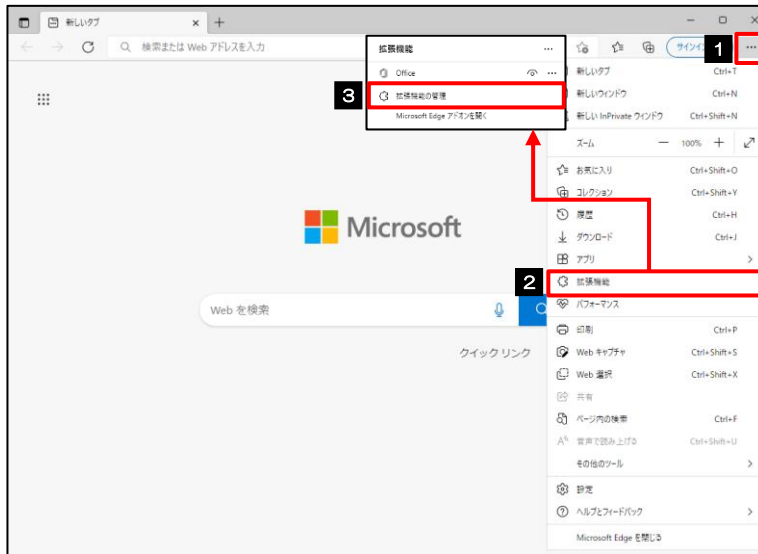 新しいタブ
検索または Web アドレスを入力
サインイン
1
拡張機能
Office
3
拡張機能の管理
Microsoft Edge アドオンを開く
新しいタブ Ctrl+T
新しいウィンドウ Ctrl+N
新しい InPrivate ウィンドウ Ctrl+Shift+N
ズーム 100%
お気に入り Ctrl+Shift+O
コレクション Ctrl+Shift+Y
履歴 Ctrl+H
ダウンロード Ctrl+J
アプリ
2
拡張機能
パフォーマンス
印刷 Ctrl+P
Web キャプチャ Ctrl+Shift+S
Web 選択 Ctrl+Shift+X
共有
ページ内の検索 Ctrl+F
音声で読み上げる Ctrl+Shift+U
その他のツール
設定
ヘルプとフィードバック
Microsoft Edge を閉じる
Microsoft
Web を検索
クイックリンク